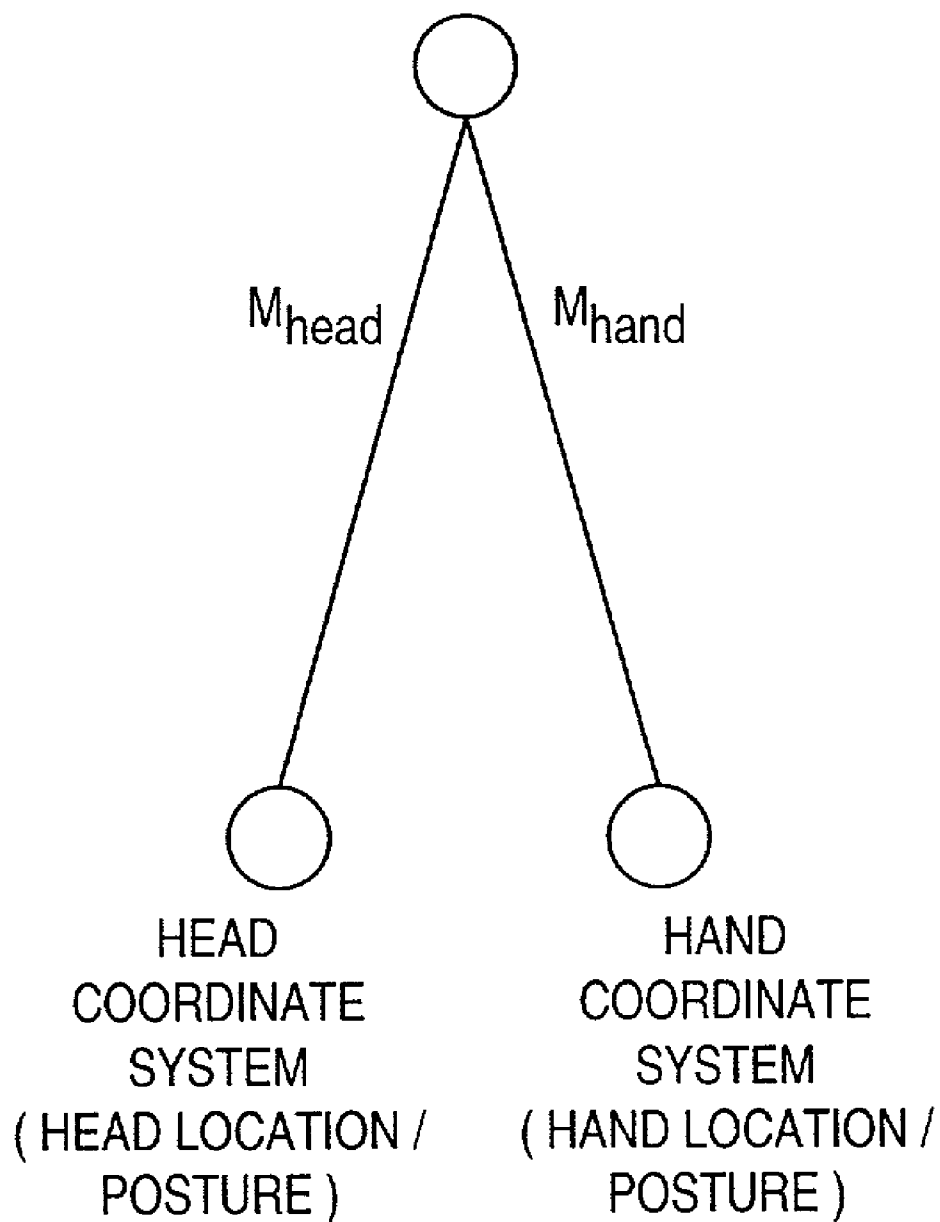 Mhead
Mhand
HEAD
COORDINATE
SYSTEM
( HEAD LOCATION /
POSTURE )
HAND
COORDINATE
SYSTEM
( HAND LOCATION /
POSTURE )